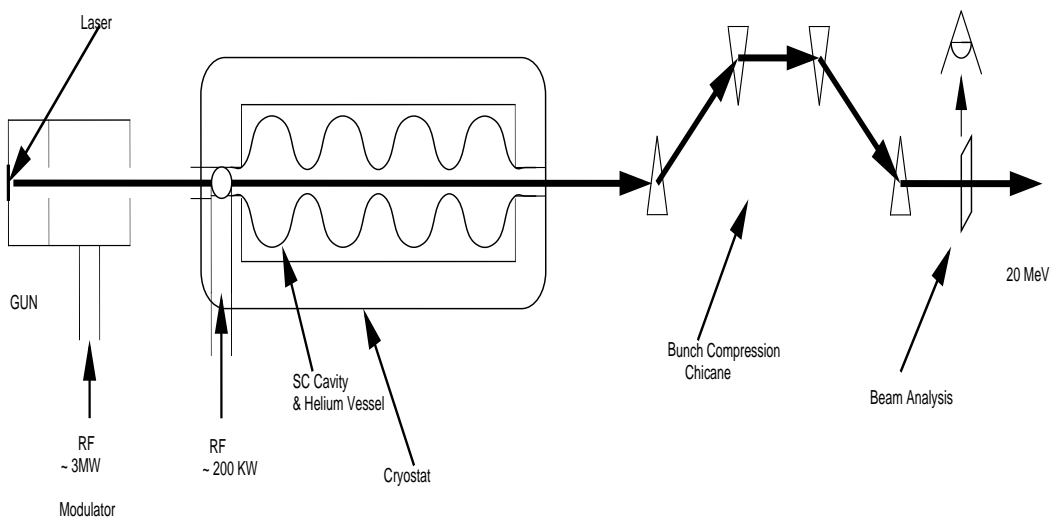 Laser
GUN
20 MeV
Bunch Compression
Chicane
SC Cavity
& Helium Vessel
Beam Analysis
RF
~ 3MW
RF
~ 200 KW
Cryostat
Modulator